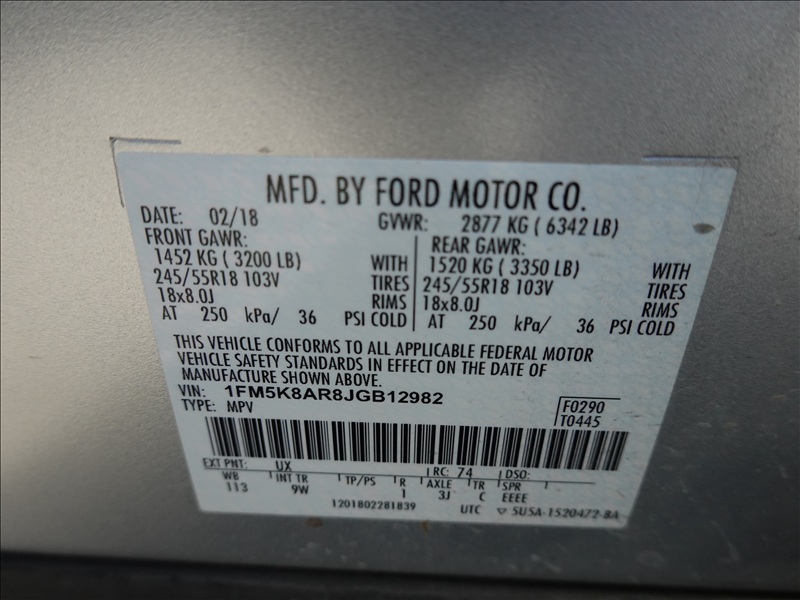 MFD. BY FORD MOTOR CO.
DATE: 02/18 GVWR: 2877 KG ( 6342 LB)
FRONT GAWR: REAR GAWR:
1452 KG ( 3200 LB) WITH 1520 KG ( 3350 LB) WITH
245/55R18 103V TIRES 245/55R18 103V TIRES
18x8.0J RIMS 18x8.0J RIMS
AT 250 kPa/ 36 PSI COLD AT 250 kPa/ 36 PSI COLD
THIS VEHICLE CONFORMS TO ALL APPLICABLE FEDERAL MOTOR
VEHICLE SAFETY STANDARDS IN EFFECT ON THE DATE OF
MANUFACTURE SHOWN ABOVE.
VIN: 1FM5K8AR8JGB12982
TYPE: MPV
F0290
T0445
EXT PNT: UX RC: 74 DSO:
WB INT TR TP/PS R AXLE TR SPR
113 9W 1 3J C EEEE
1201802281839 UTC ▽ 5USA-1520472-BA